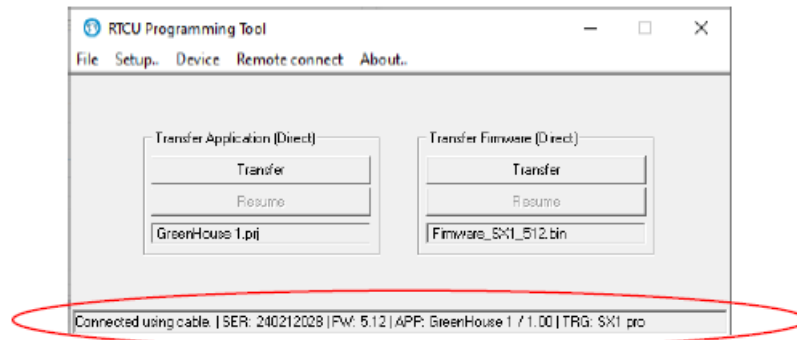 RTCU Programming Tool
File Setup.. Device Remote connect About..
Transfer Application (Direct)
Transfer
Resume
GreenHouse 1.prj
Transfer Firmware (Direct)
Transfer
Resume
Firmware_SX1_512.bin
Connected using cable. | SER: 240212028 | FW: 5.12 | APP: GreenHouse 1 / 1.00 | TRG: SX1 pro